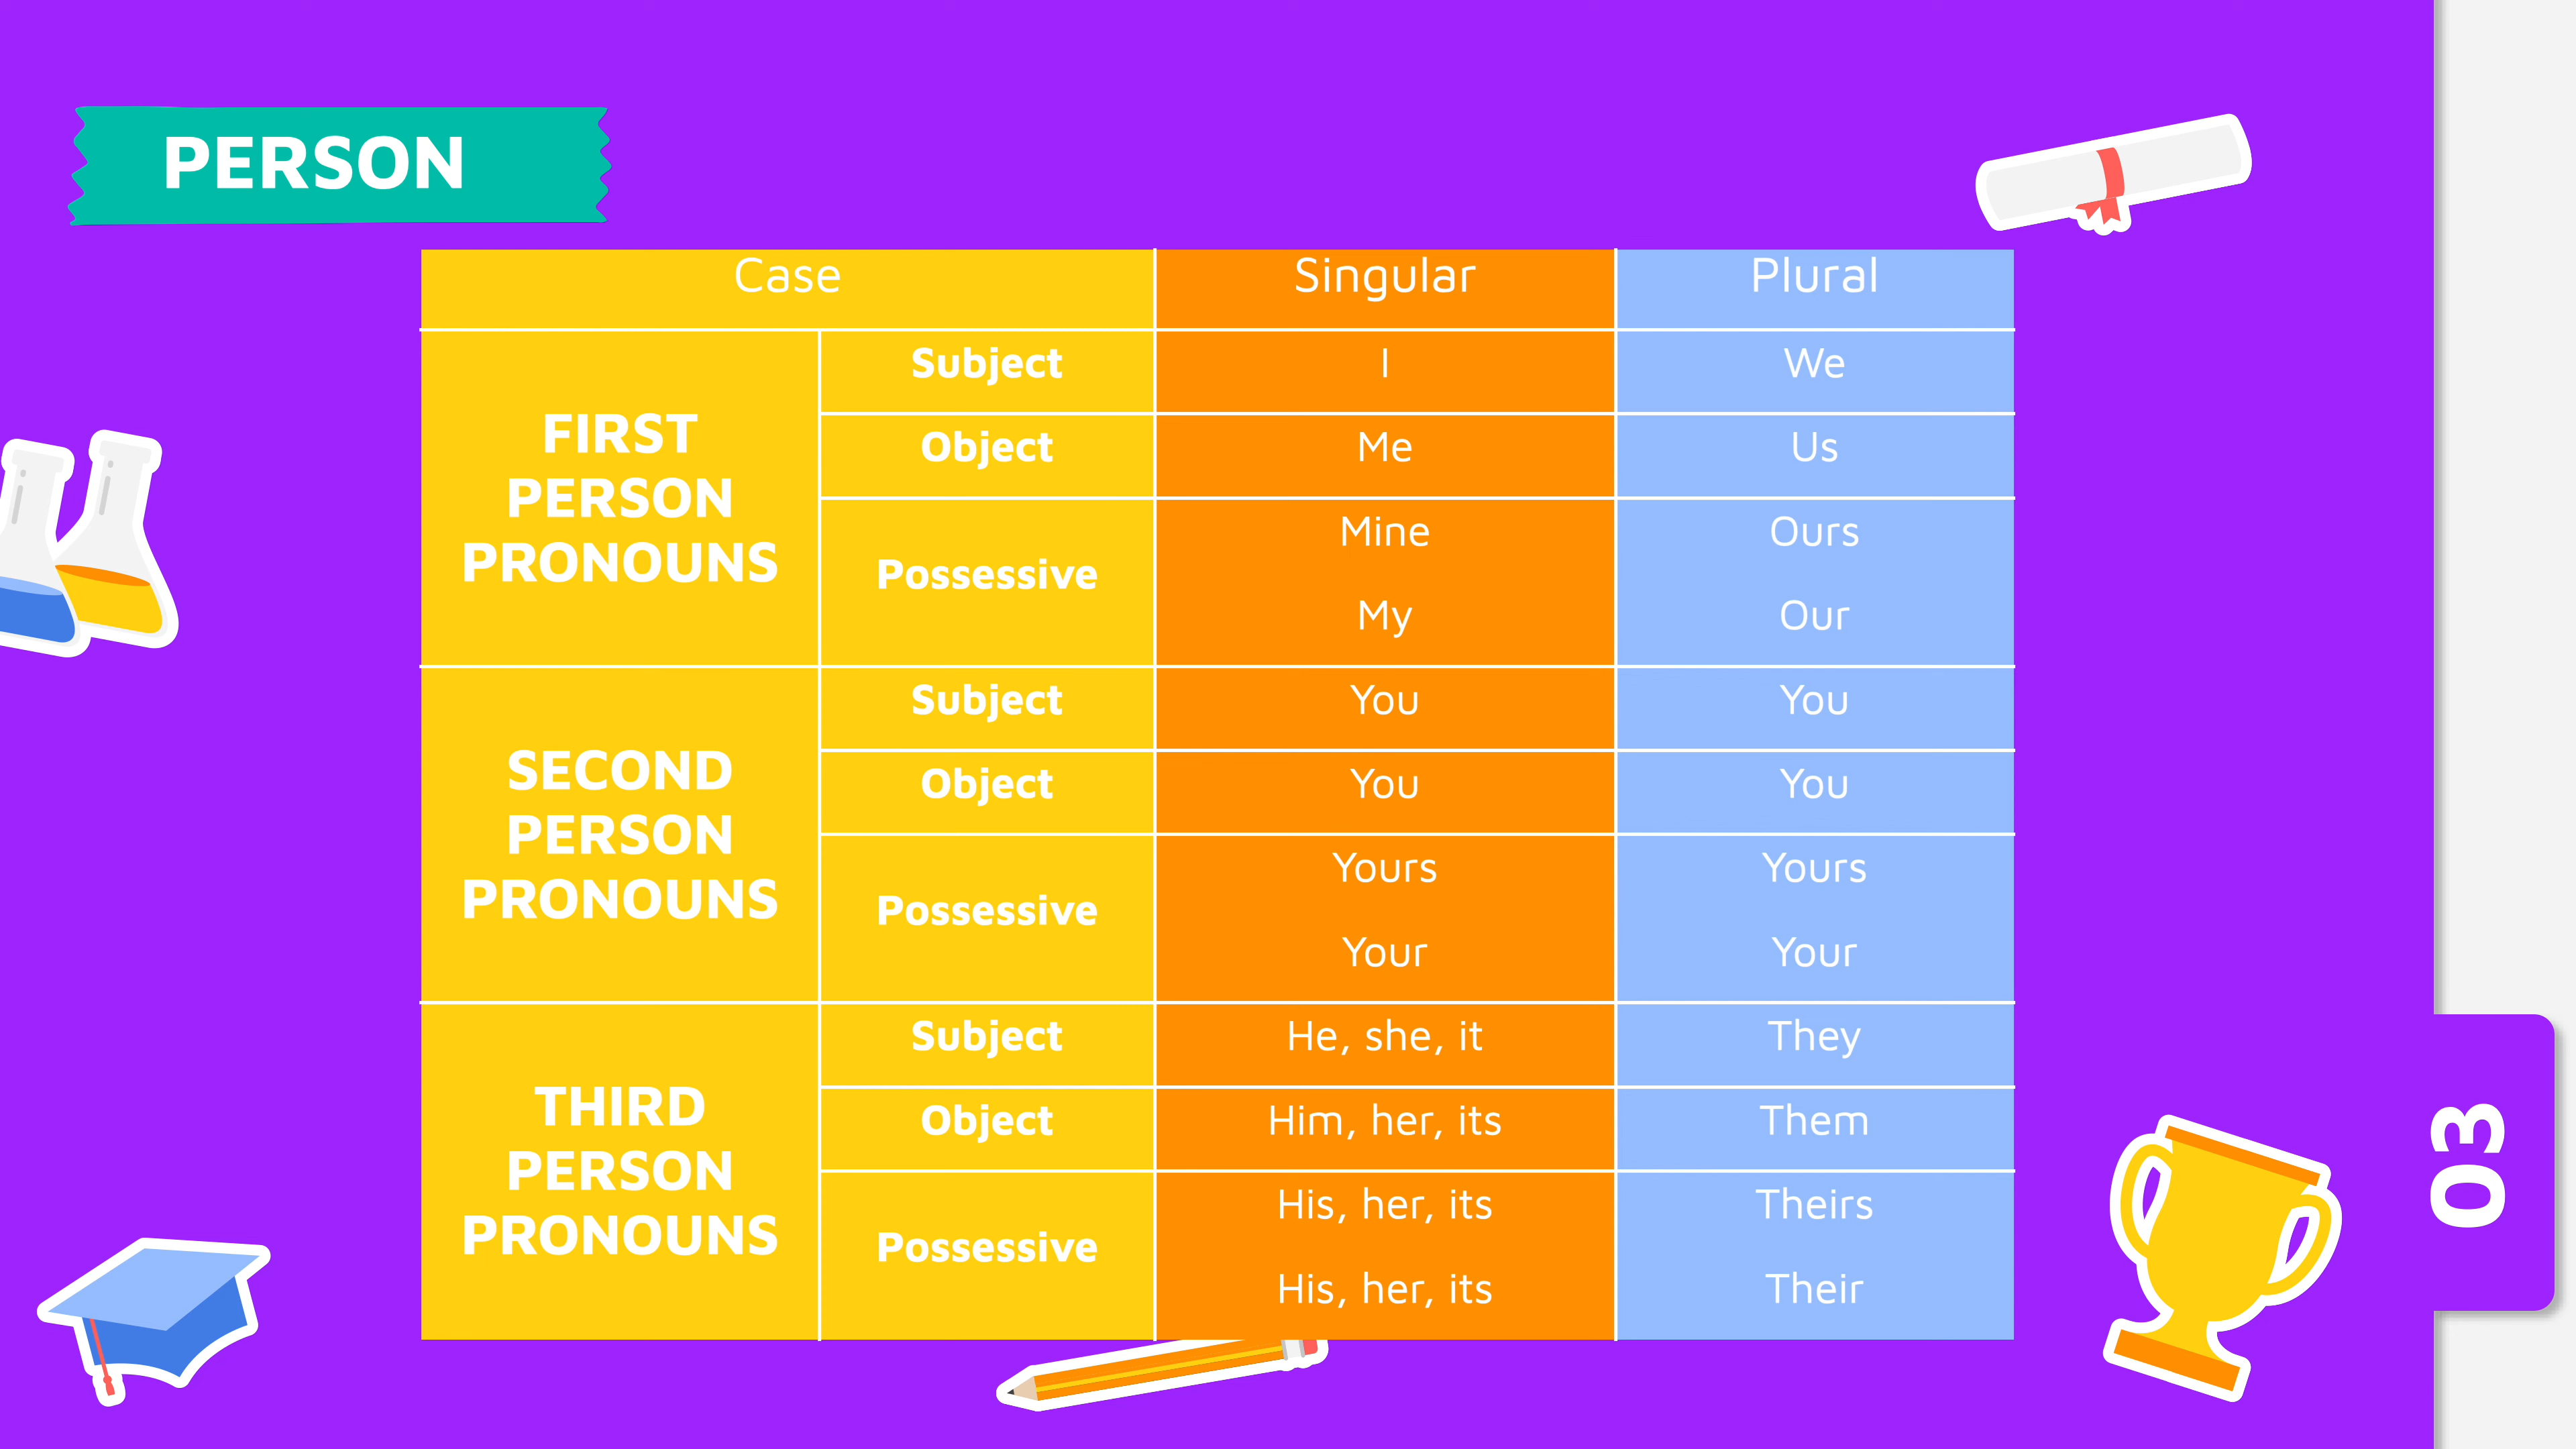 PERSON
Case Singular Plural
FIRST
PERSON
PRONOUNS
Subject I We
Object Me Us
Possessive
Mine Ours
My Our
SECOND
PERSON
PRONOUNS
Subject You You
Object You You
Possessive
Yours Yours
Your Your
THIRD
PERSON
PRONOUNS
Subject He, she, it They
Object Him, her, its Them
Possessive
His, her, its Theirs
His, her, its Their
03